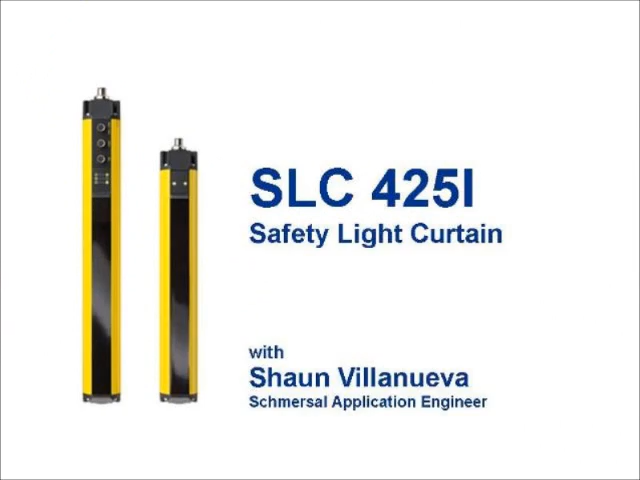 SLC 425I
Safety Light Curtain
with
Shaun Villanueva
Schmersal Application Engineer